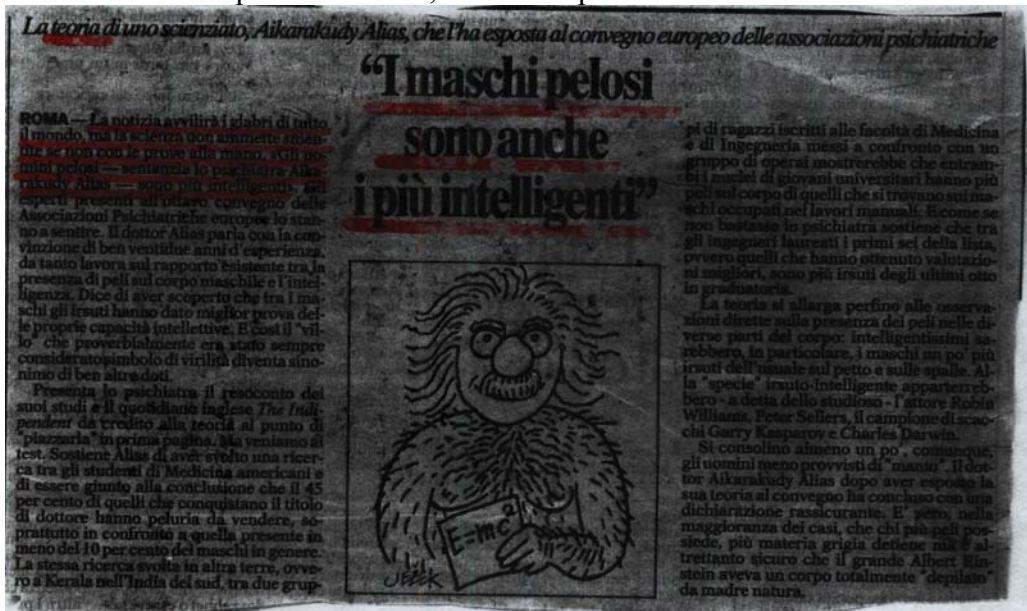 La teoria di uno scienziato, Aikarakudy Alias, che l'ha esposta al convegno europeo delle associazioni psichiatriche
“I maschi pelosi
sono anche
i più intelligenti”
ROMA — La notizia avvilirà i glabri di tutto
il mondo, ma la scienza non ammette smen-
tite se non con le prove alla mano. «Gli uo-
mini pelosi — sentenzia lo psichiatra Aika-
rakudy Alias — sono più intelligenti». Gli
esperti presenti all'ottavo convegno delle
Associazioni Psichiatriche europee lo stan-
no a sentire. Il dottor Alias parla con la con-
vinzione di ben ventidue anni d'esperienza,
da tanto lavora sul rapporto esistente tra la
presenza di peli sul corpo maschile e l'intel-
ligenza. Dice di aver scoperto che tra i ma-
schi gli irsuti hanno dato miglior prova del-
le proprie capacità intellettive. E così il "vil-
lo" che proverbialmente era stato sempre
considerato simbolo di virilità diventa sino-
nimo di ben altre doti.
Presenta lo psichiatra il resoconto dei
suoi studi e il quotidiano inglese The Indi-
pendent da credito alla teoria al punto di
"piazzarla" in prima pagina. Ma veniamo ai
test. Sostiene Alias di aver svolto una ricer-
ca tra gli studenti di Medicina americani e
di essere giunto alla conclusione che il 45
per cento di quelli che conquistano il titolo
di dottore hanno peluria da vendere, so-
prattutto in confronto a quella presente in
meno del 10 per cento dei maschi in genere.
La stessa ricerca svolta in altra terre, ovve-
ro a Kerala nell'India del sud, tra due grup-
E=mc²
JEZEK
pi di ragazzi iscritti alle facoltà di Medicina
e di Ingegneria messi a confronto con un
gruppo di operai mostrerebbe che entram-
bi i nuclei di giovani universitari hanno più
peli sul corpo di quelli che si trovano sui ma-
schi occupati nei lavori manuali. E come se
non bastasse lo psichiatra sostiene che tra
gli ingegneri laureati i primi sei della lista,
ovvero quelli che hanno ottenuto valutazio-
ni migliori, sono più irsuti degli ultimi otto
in graduatoria.
La teoria si allarga perfino alle osserva-
zioni dirette sulla presenza dei peli nelle di-
verse parti del corpo: intelligentissimi sa-
rebbero, in particolare, i maschi un po' più
irsuti dell'usuale sul petto e sulle spalle. Al-
la "specie" irsuto-intelligente apparterreb-
bero - a detta dello studioso - l'attore Robin
Williams, Peter Sellers, il campione di scac-
chi Garry Kasparov e Charles Darwin.
Si consolino almeno un po', comunque,
gli uomini meno provvisti di "manto". Il dot-
tor Aikarakudy Alias dopo aver esposto la
sua teoria al convegno ha concluso con una
dichiarazione rassicurante. E' vero, nella
maggioranza dei casi, che chi più peli pos-
siede, più materia grigia detiene ma è al-
trettanto sicuro che il grande Albert Ein-
stein aveva un corpo totalmente "depilato"
da madre natura.